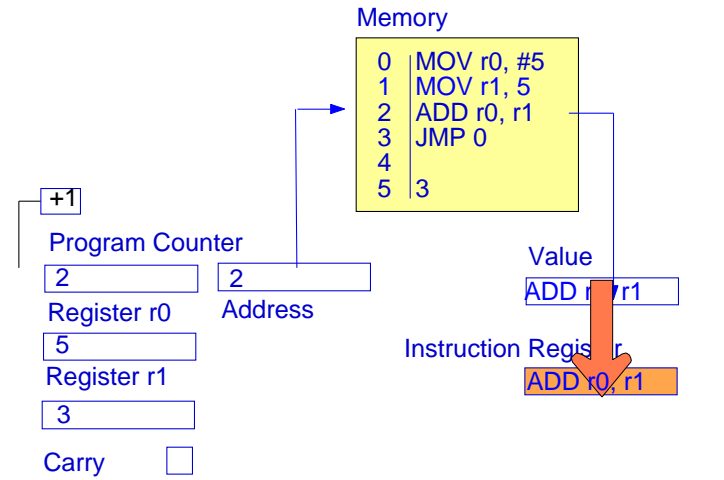 Memory
0 MOV r0, #5
1 MOV r1, 5
2 ADD r0, r1
3 JMP 0
4
5 3
+1
Program Counter
2
2
Address
Register r0
5
Register r1
3
Carry
Value
ADD r1
Instruction Register
ADD r0, r1